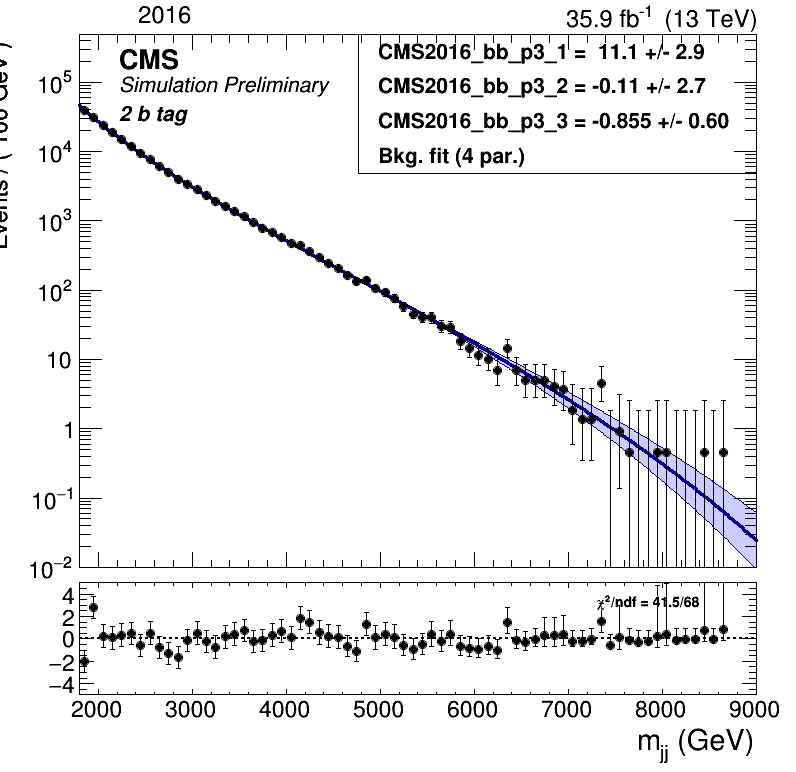 2016
35.9 fb⁻¹ (13 TeV)
CMS
Simulation Preliminary
2 b tag
CMS2016_bb_p3_1 = 11.1 +/- 2.9
CMS2016_bb_p3_2 = -0.11 +/- 2.7
CMS2016_bb_p3_3 = -0.855 +/- 0.60
Bkg. fit (4 par.)
10⁵
10⁴
10³
10²
10
1
10⁻¹
10⁻²
χ²/ndf = 41.5/68
4
2
0
−2
−4
2000 3000 4000 5000 6000 7000 8000 9000
m_jj (GeV)